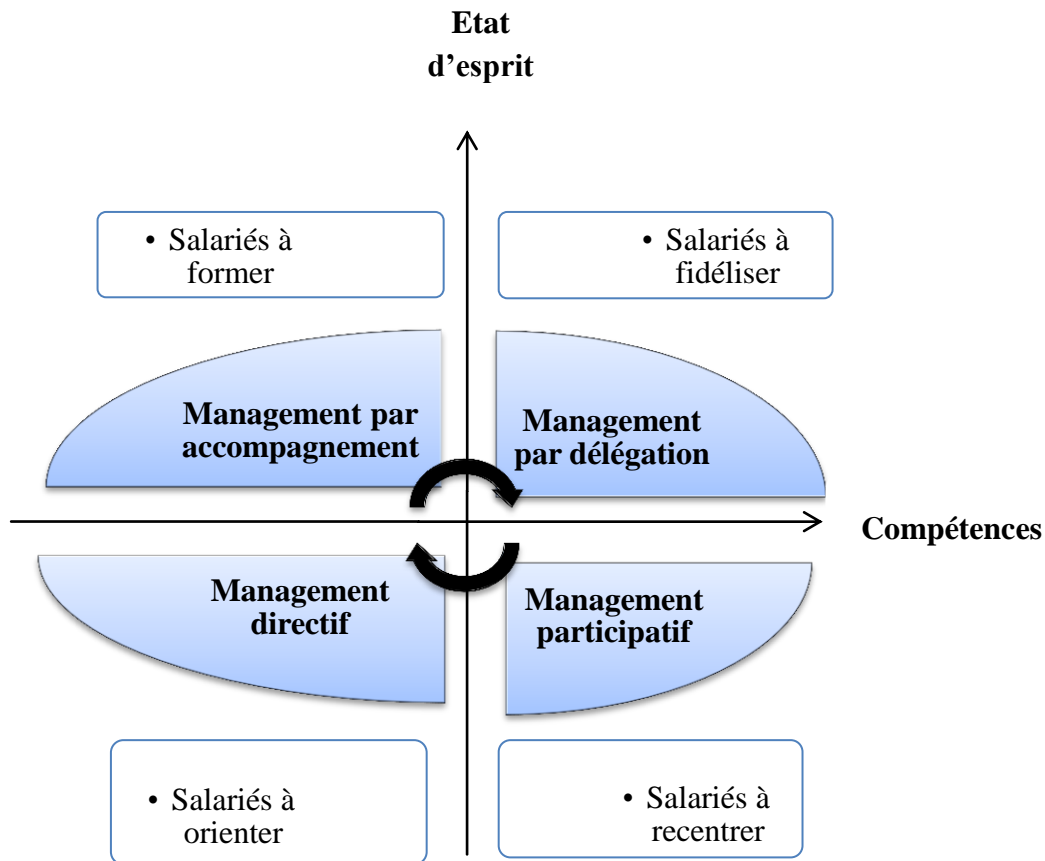 Etat
d'esprit
• Salariés à
former
• Salariés à
fidéliser
Management par
accompagnement
Management
par délégation
Compétences
Management
directif
Management
participatif
• Salariés à
orienter
• Salariés à
recentrer